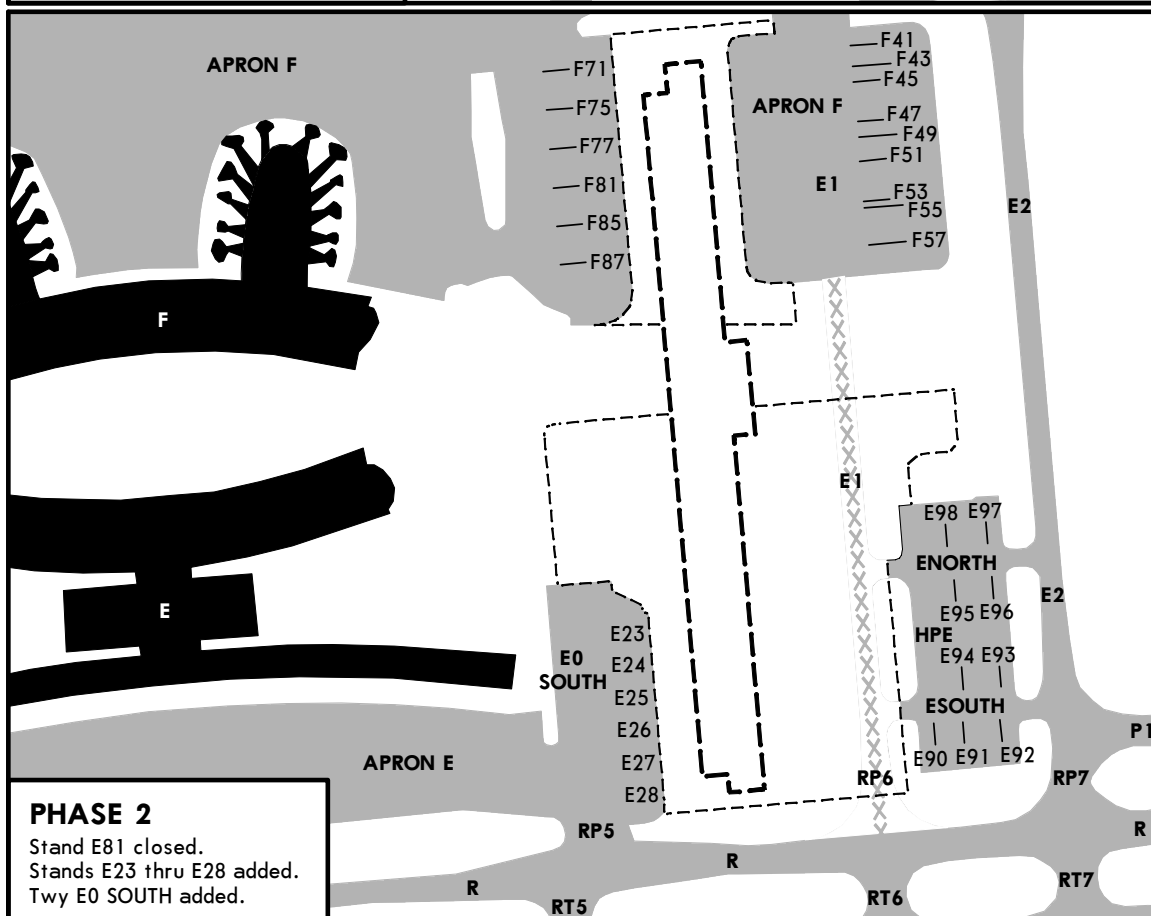 APRON F
F71
F75
F77
F81
F85
F87
APRON F
F41
F43
F45
F47
F49
F51
F53
F55
F57
E1
E2
F
E1
E98 E97
ENORTH
E95 E96
E2
HPE
E94 E93
ESOUTH
E90 E91 E92
E
E0
SOUTH
E23
E24
E25
E26
E27
E28
APRON E
P1
RP6
RP7
RP5
R
R
R
RT5
RT6
RT7
PHASE 2
Stand E81 closed.
Stands E23 thru E28 added.
Twy E0 SOUTH added.